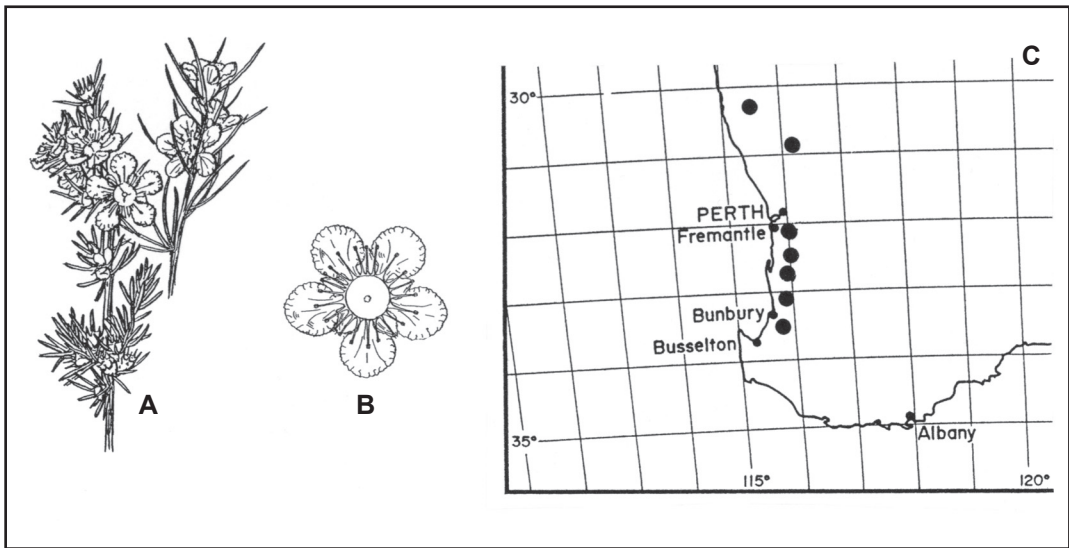 A
B
C
30°
PERTH
Fremantle
Bunbury
Busselton
Albany
35°
115°
120°